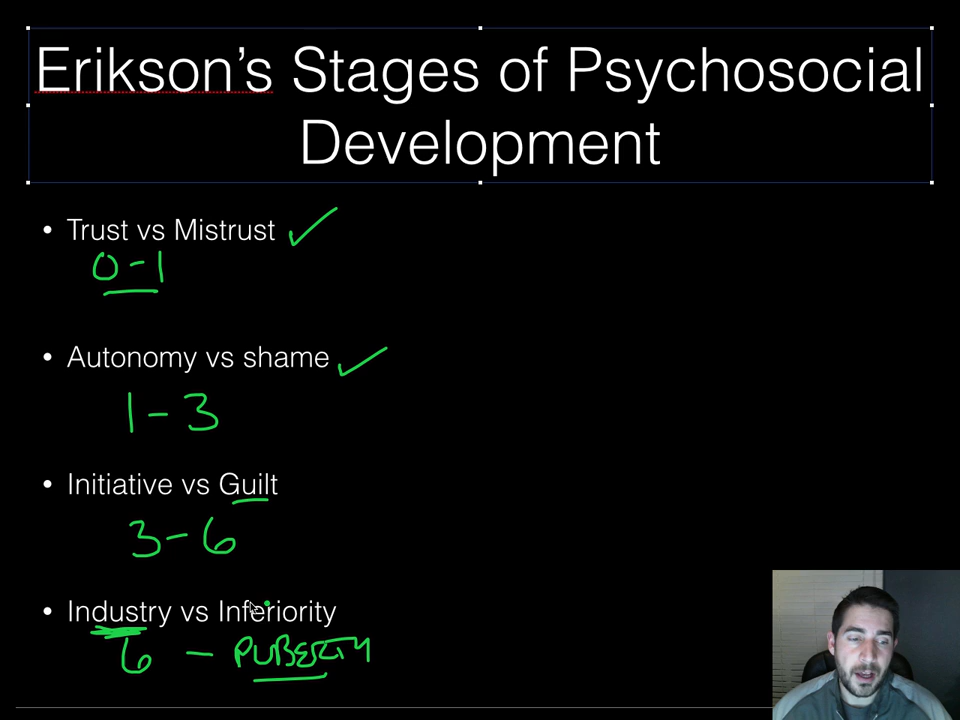 Erikson's Stages of Psychosocial
Development
• Trust vs Mistrust ✓
0-1
• Autonomy vs shame ✓
1-3
• Initiative vs Guilt
3-6
• Industry vs Inferiority
6 - PUBERTY